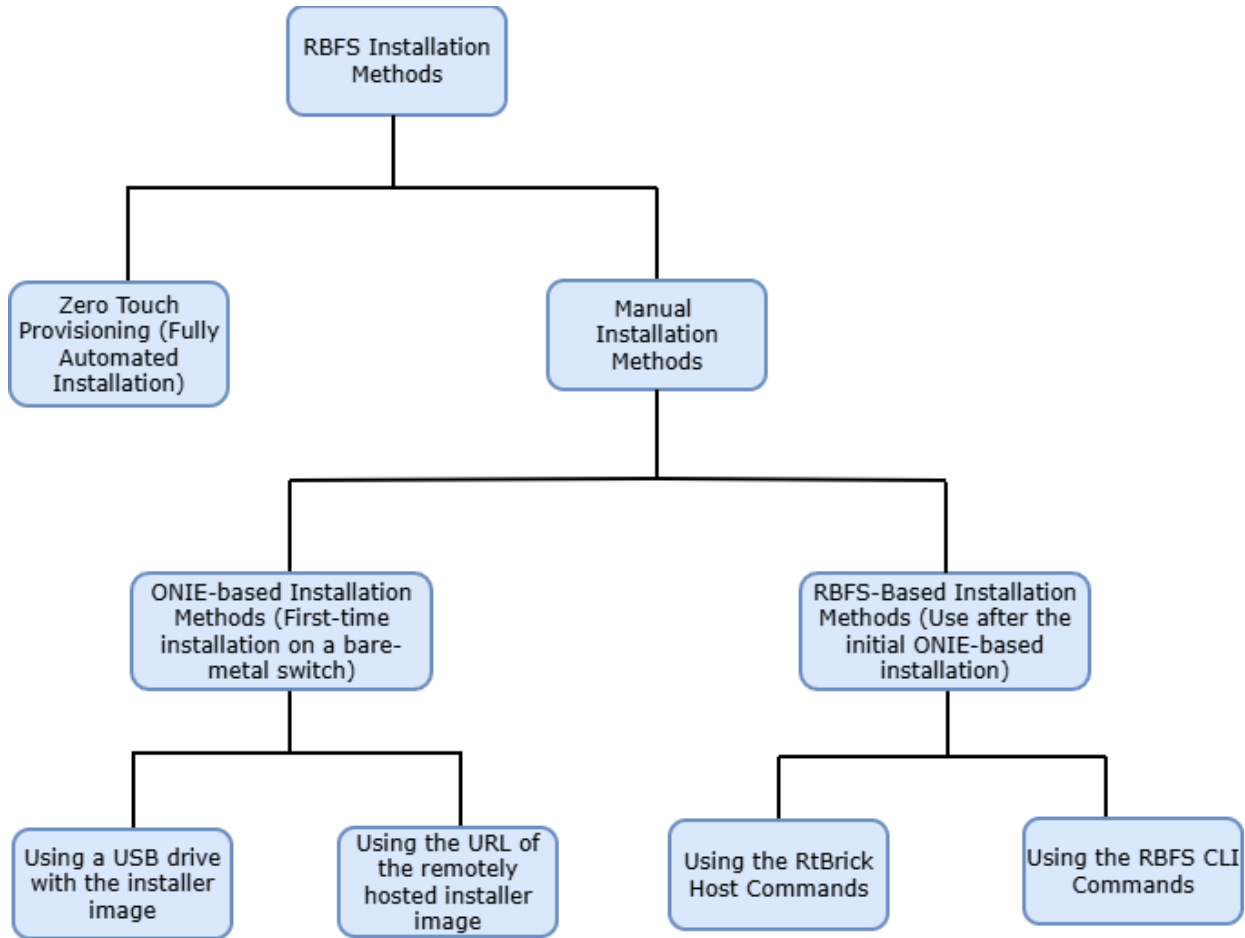 RBFS Installation
Methods
Zero Touch
Provisioning (Fully
Automated
Installation)
Manual
Installation
Methods
ONIE-based Installation
Methods (First-time
installation on a bare-
metal switch)
RBFS-Based Installation
Methods (Use after the
initial ONIE-based
installation)
Using a USB drive
with the installer
image
Using the URL of
the remotely
hosted installer
image
Using the RtBrick
Host Commands
Using the RBFS CLI
Commands